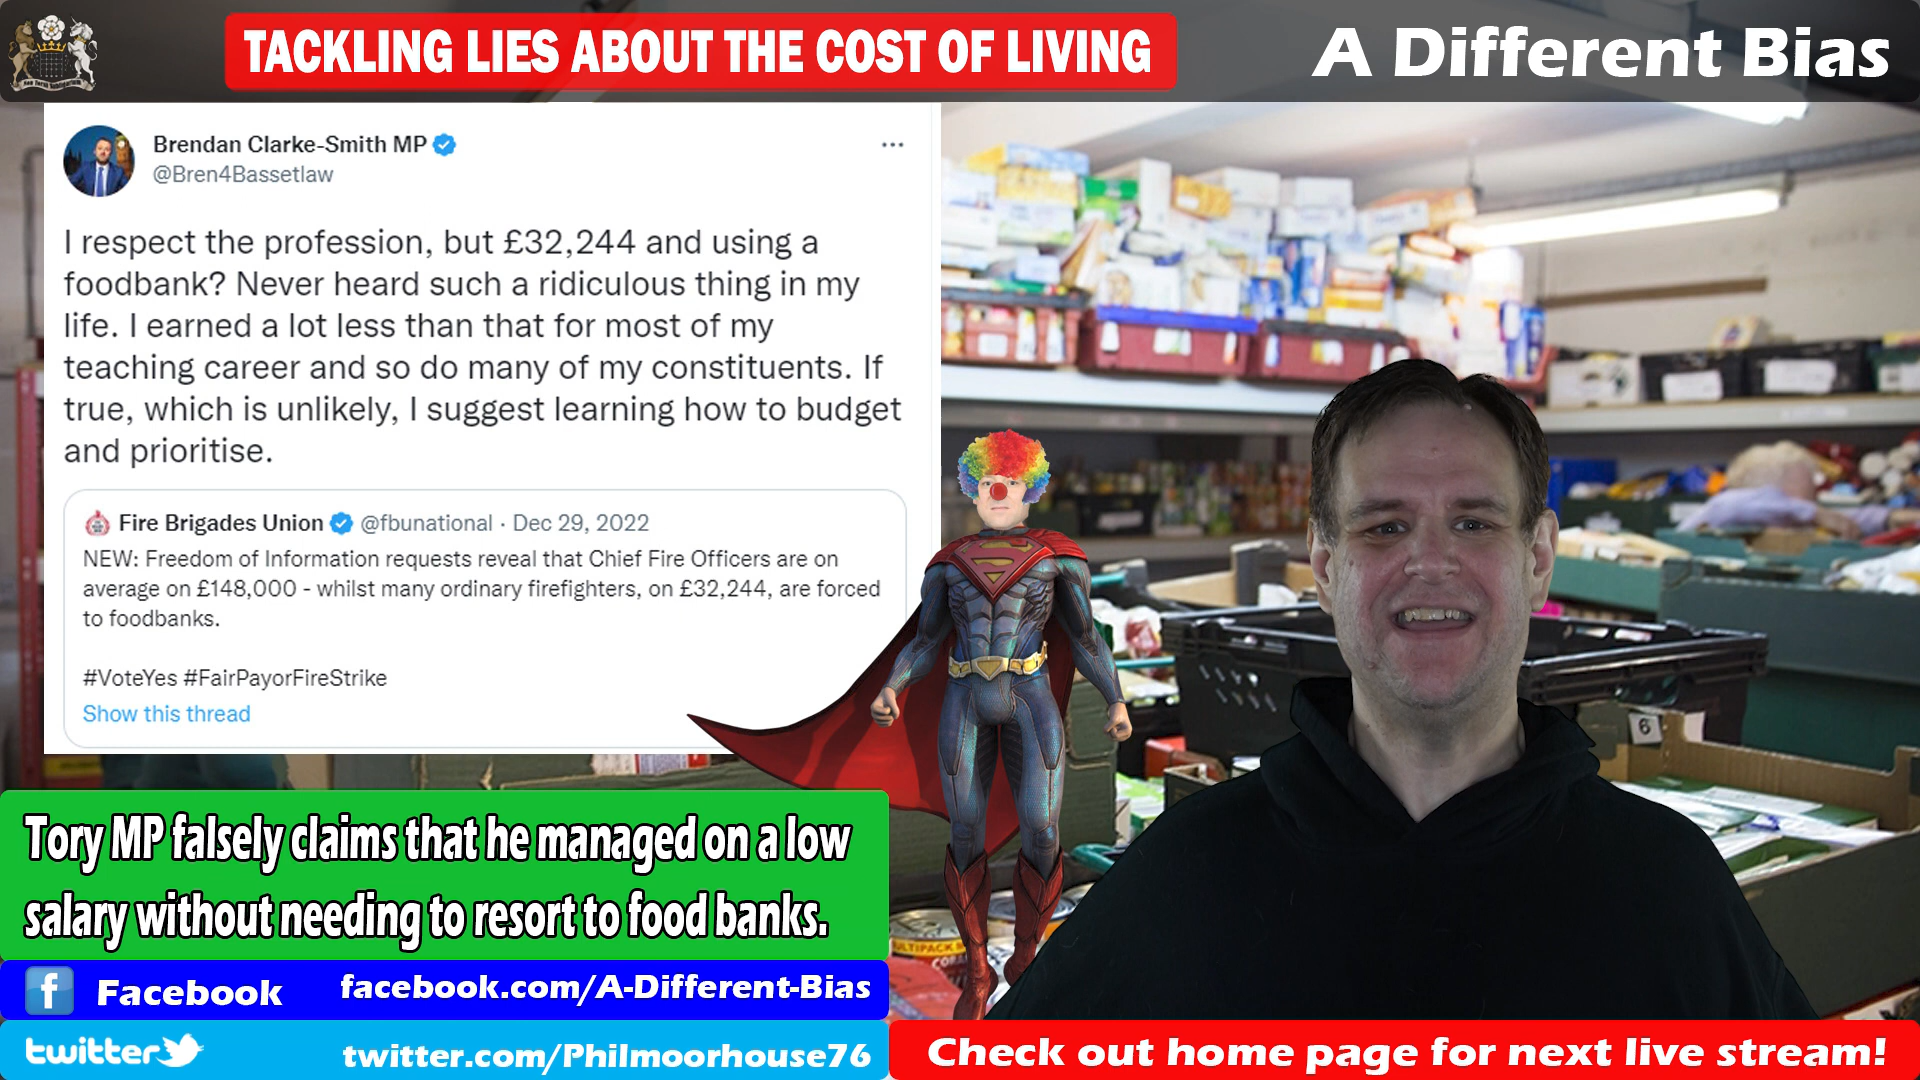 TACKLING LIES ABOUT THE COST OF LIVING
A Different Bias
Brendan Clarke-Smith MP
@Bren4Bassetlaw
I respect the profession, but £32,244 and using a
foodbank? Never heard such a ridiculous thing in my
life. I earned a lot less than that for most of my
teaching career and so do many of my constituents. If
true, which is unlikely, I suggest learning how to budget
and prioritise.
Fire Brigades Union @fbunational · Dec 29, 2022
NEW: Freedom of Information requests reveal that Chief Fire Officers are on
average on £148,000 - whilst many ordinary firefighters, on £32,244, are forced
to foodbanks.
#VoteYes #FairPayorFireStrike
Show this thread
6
Tory MP falsely claims that he managed on a low
salary without needing to resort to food banks.
f Facebook facebook.com/A-Different-Bias
twitter twitter.com/Philmoorhouse76
Check out home page for next live stream!